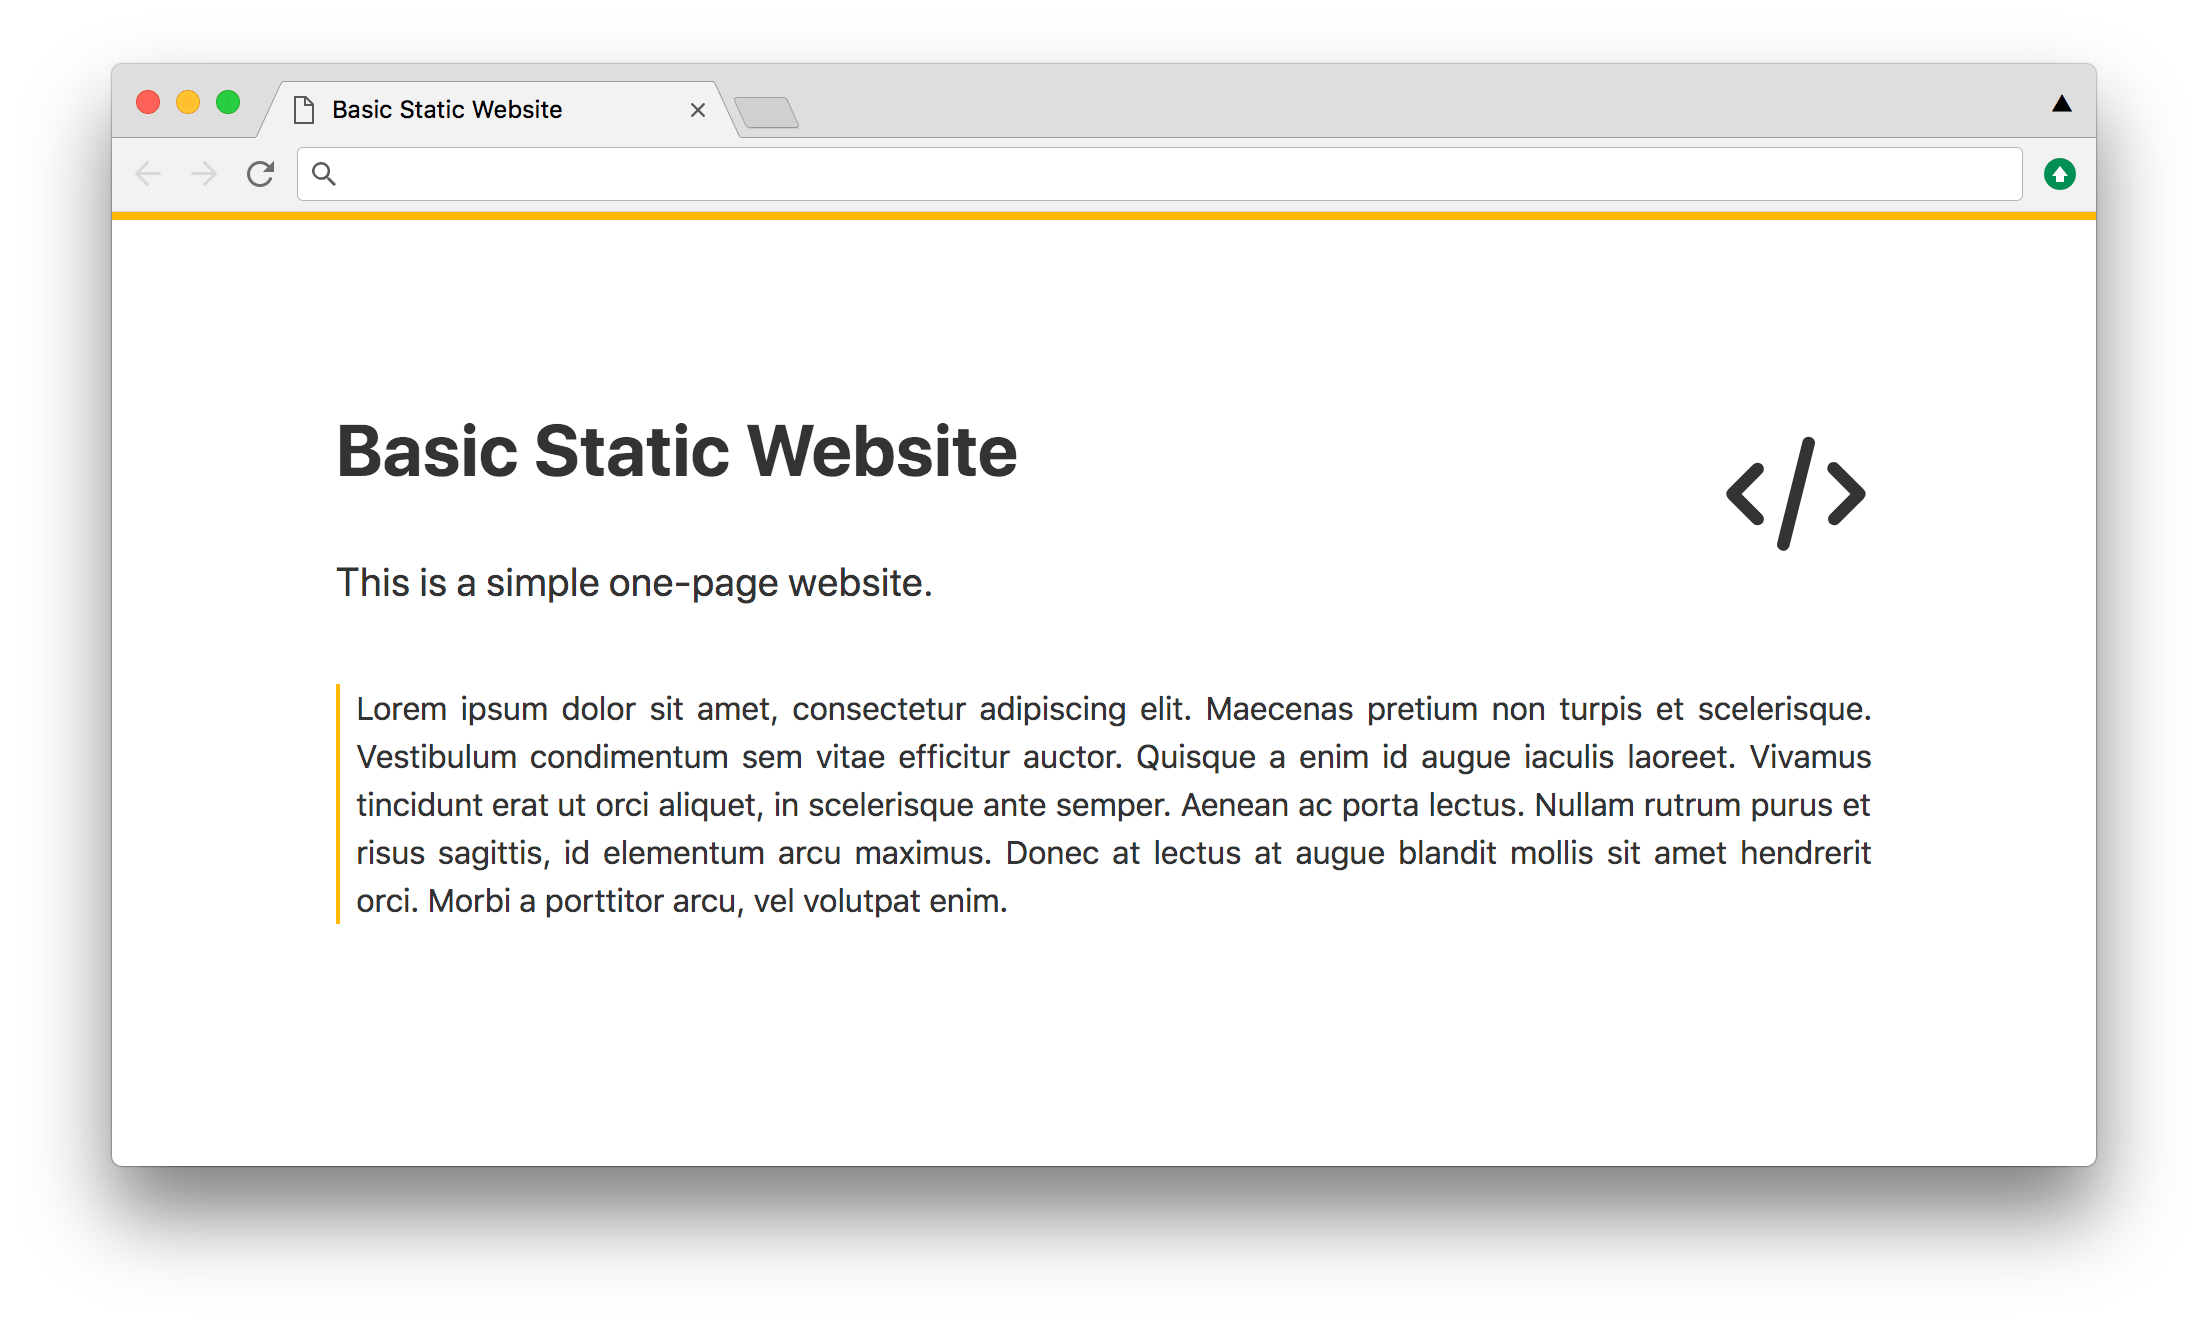 Basic Static Website
Basic Static Website
</>
This is a simple one-page website.
Lorem ipsum dolor sit amet, consectetur adipiscing elit. Maecenas pretium non turpis et scelerisque.
Vestibulum condimentum sem vitae efficitur auctor. Quisque a enim id augue iaculis laoreet. Vivamus
tincidunt erat ut orci aliquet, in scelerisque ante semper. Aenean ac porta lectus. Nullam rutrum purus et
risus sagittis, id elementum arcu maximus. Donec at lectus at augue blandit mollis sit amet hendrerit
orci. Morbi a porttitor arcu, vel volutpat enim.